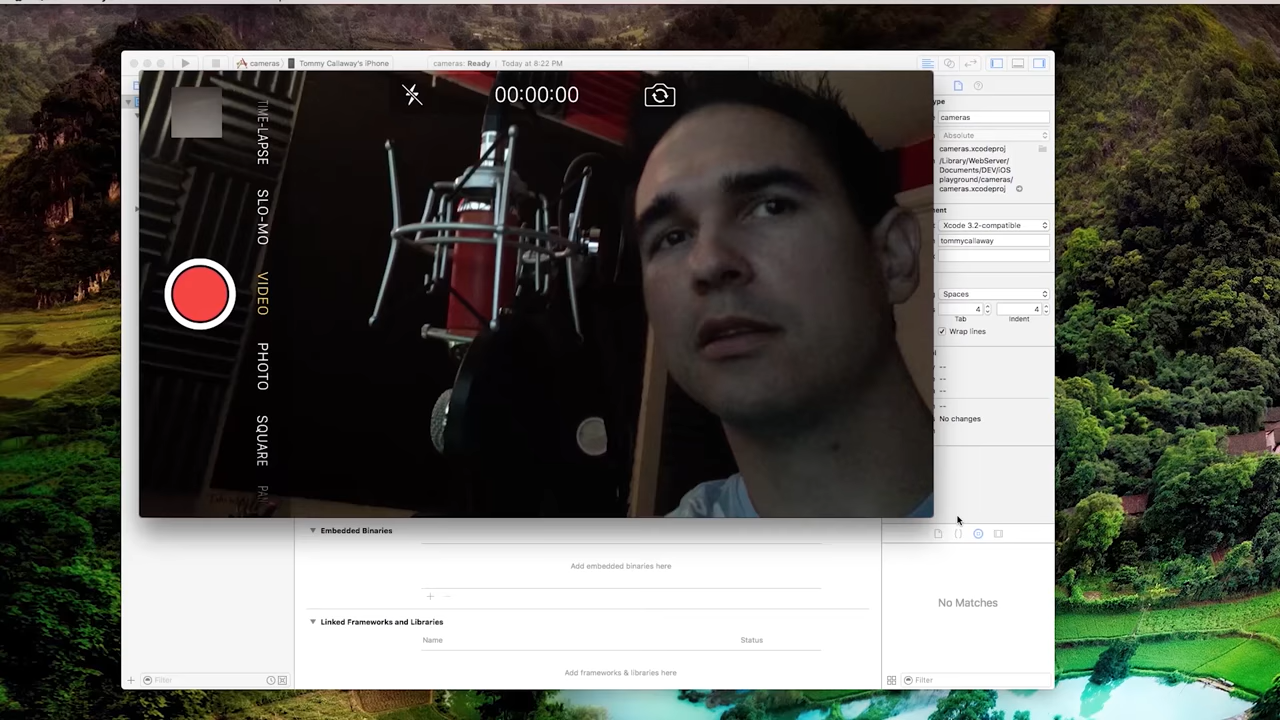 cameras
Tommy Callaway's iPhone
cameras: Ready
Today at 8:22 PM
00:00:00
TIME-LAPSE
SLO-MO
VIDEO
PHOTO
SQUARE
PA
ype
cameras
Absolute
cameras.xcodeproj
/Library/WebServer/
Documents/DEV/iOS
playground/cameras/
cameras.xcodeproj
ment
Xcode 3.2-compatible
tommycallaway
Spaces
4
4
Tab
Indent
Wrap lines
--
--
--
--
No changes
Embedded Binaries
Add embedded binaries here
Linked Frameworks and Libraries
Name
Status
Add frameworks & libraries here
No Matches
Filter
Filter